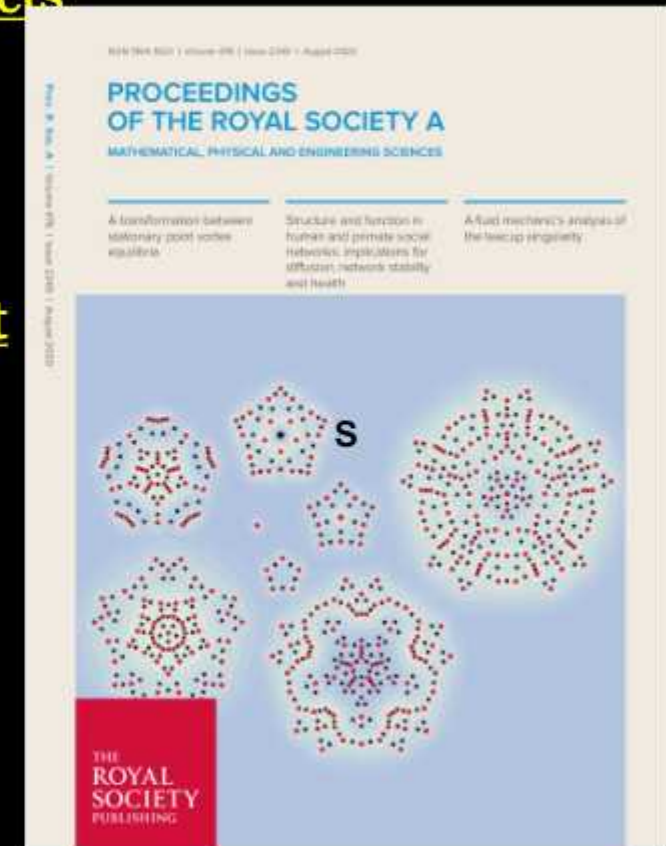 cts
t
PROCEEDINGS
OF THE ROYAL SOCIETY A
MATHEMATICAL, PHYSICAL AND ENGINEERING SCIENCES
A transformation between
stationary point vortex
equilibria
Structure and function in
human and primate social
networks: implications for
diffusion, network stability
and health
A fluid mechanic's analysis of
the teacup singularity
S
THE
ROYAL
SOCIETY
PUBLISHING